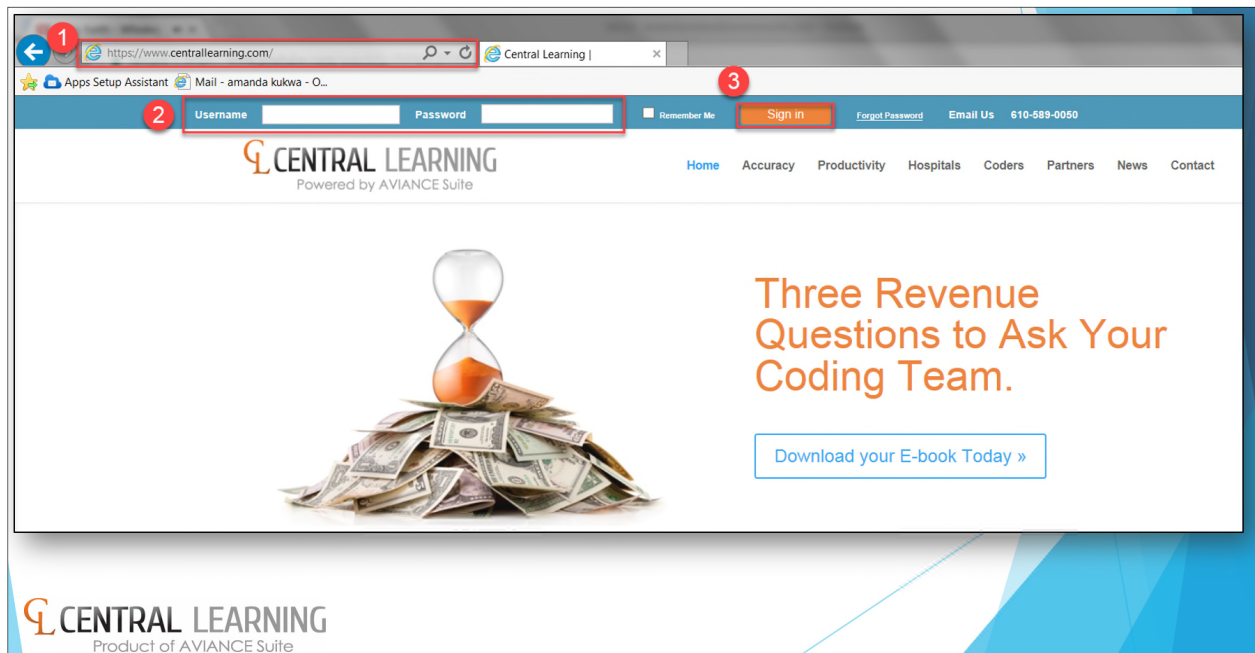 1
https://www.centrallearning.com/
Central Learning |
Apps Setup Assistant
Mail - amanda kukwa - O...
3
2
Username
Password
Remember Me
Sign in
Forgot Password
Email Us
610-589-0050
CL CENTRAL LEARNING
Powered by AVIANCE Suite
Home
Accuracy
Productivity
Hospitals
Coders
Partners
News
Contact
Three Revenue
Questions to Ask Your
Coding Team.
Download your E-book Today »
CL CENTRAL LEARNING
Product of AVIANCE Suite